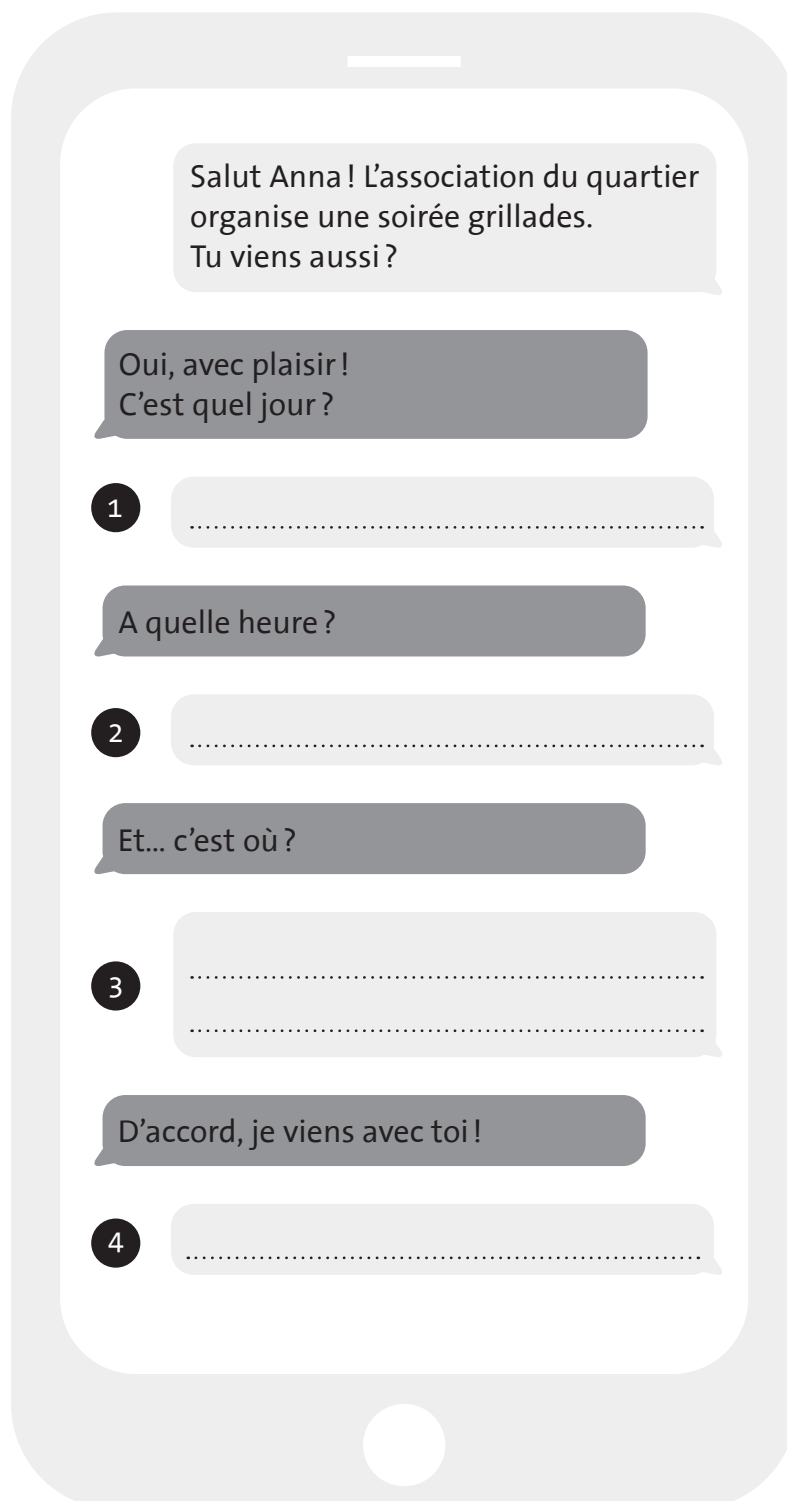 Salut Anna ! L’association du quartier
organise une soirée grillades.
Tu viens aussi ?
Oui, avec plaisir !
C’est quel jour ?
1
A quelle heure ?
2
Et... c’est où ?
3
D’accord, je viens avec toi !
4